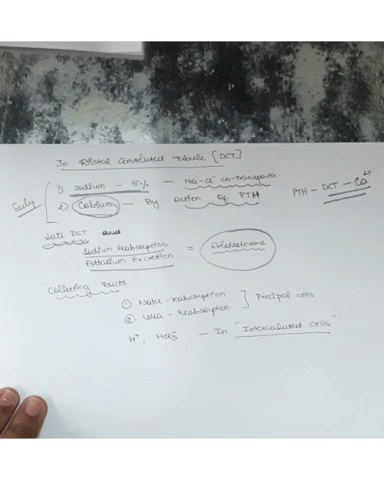 In Distal Convoluted tubule [DCT]
Early
1) Sodium - 5% - Na-Cl⁻ Co-transporter
2) Calcium - By action of PTH
PTH - DCT - Ca²⁺
Late DCT and
Sodium Reabsorption
Potassium Excretion = Aldosterone
Collecting Ducts
① Water - reabsorption
② Urea - Reabsorption ] Principal cells
H⁺, HCO₃⁻ - In "Intercalated cells"